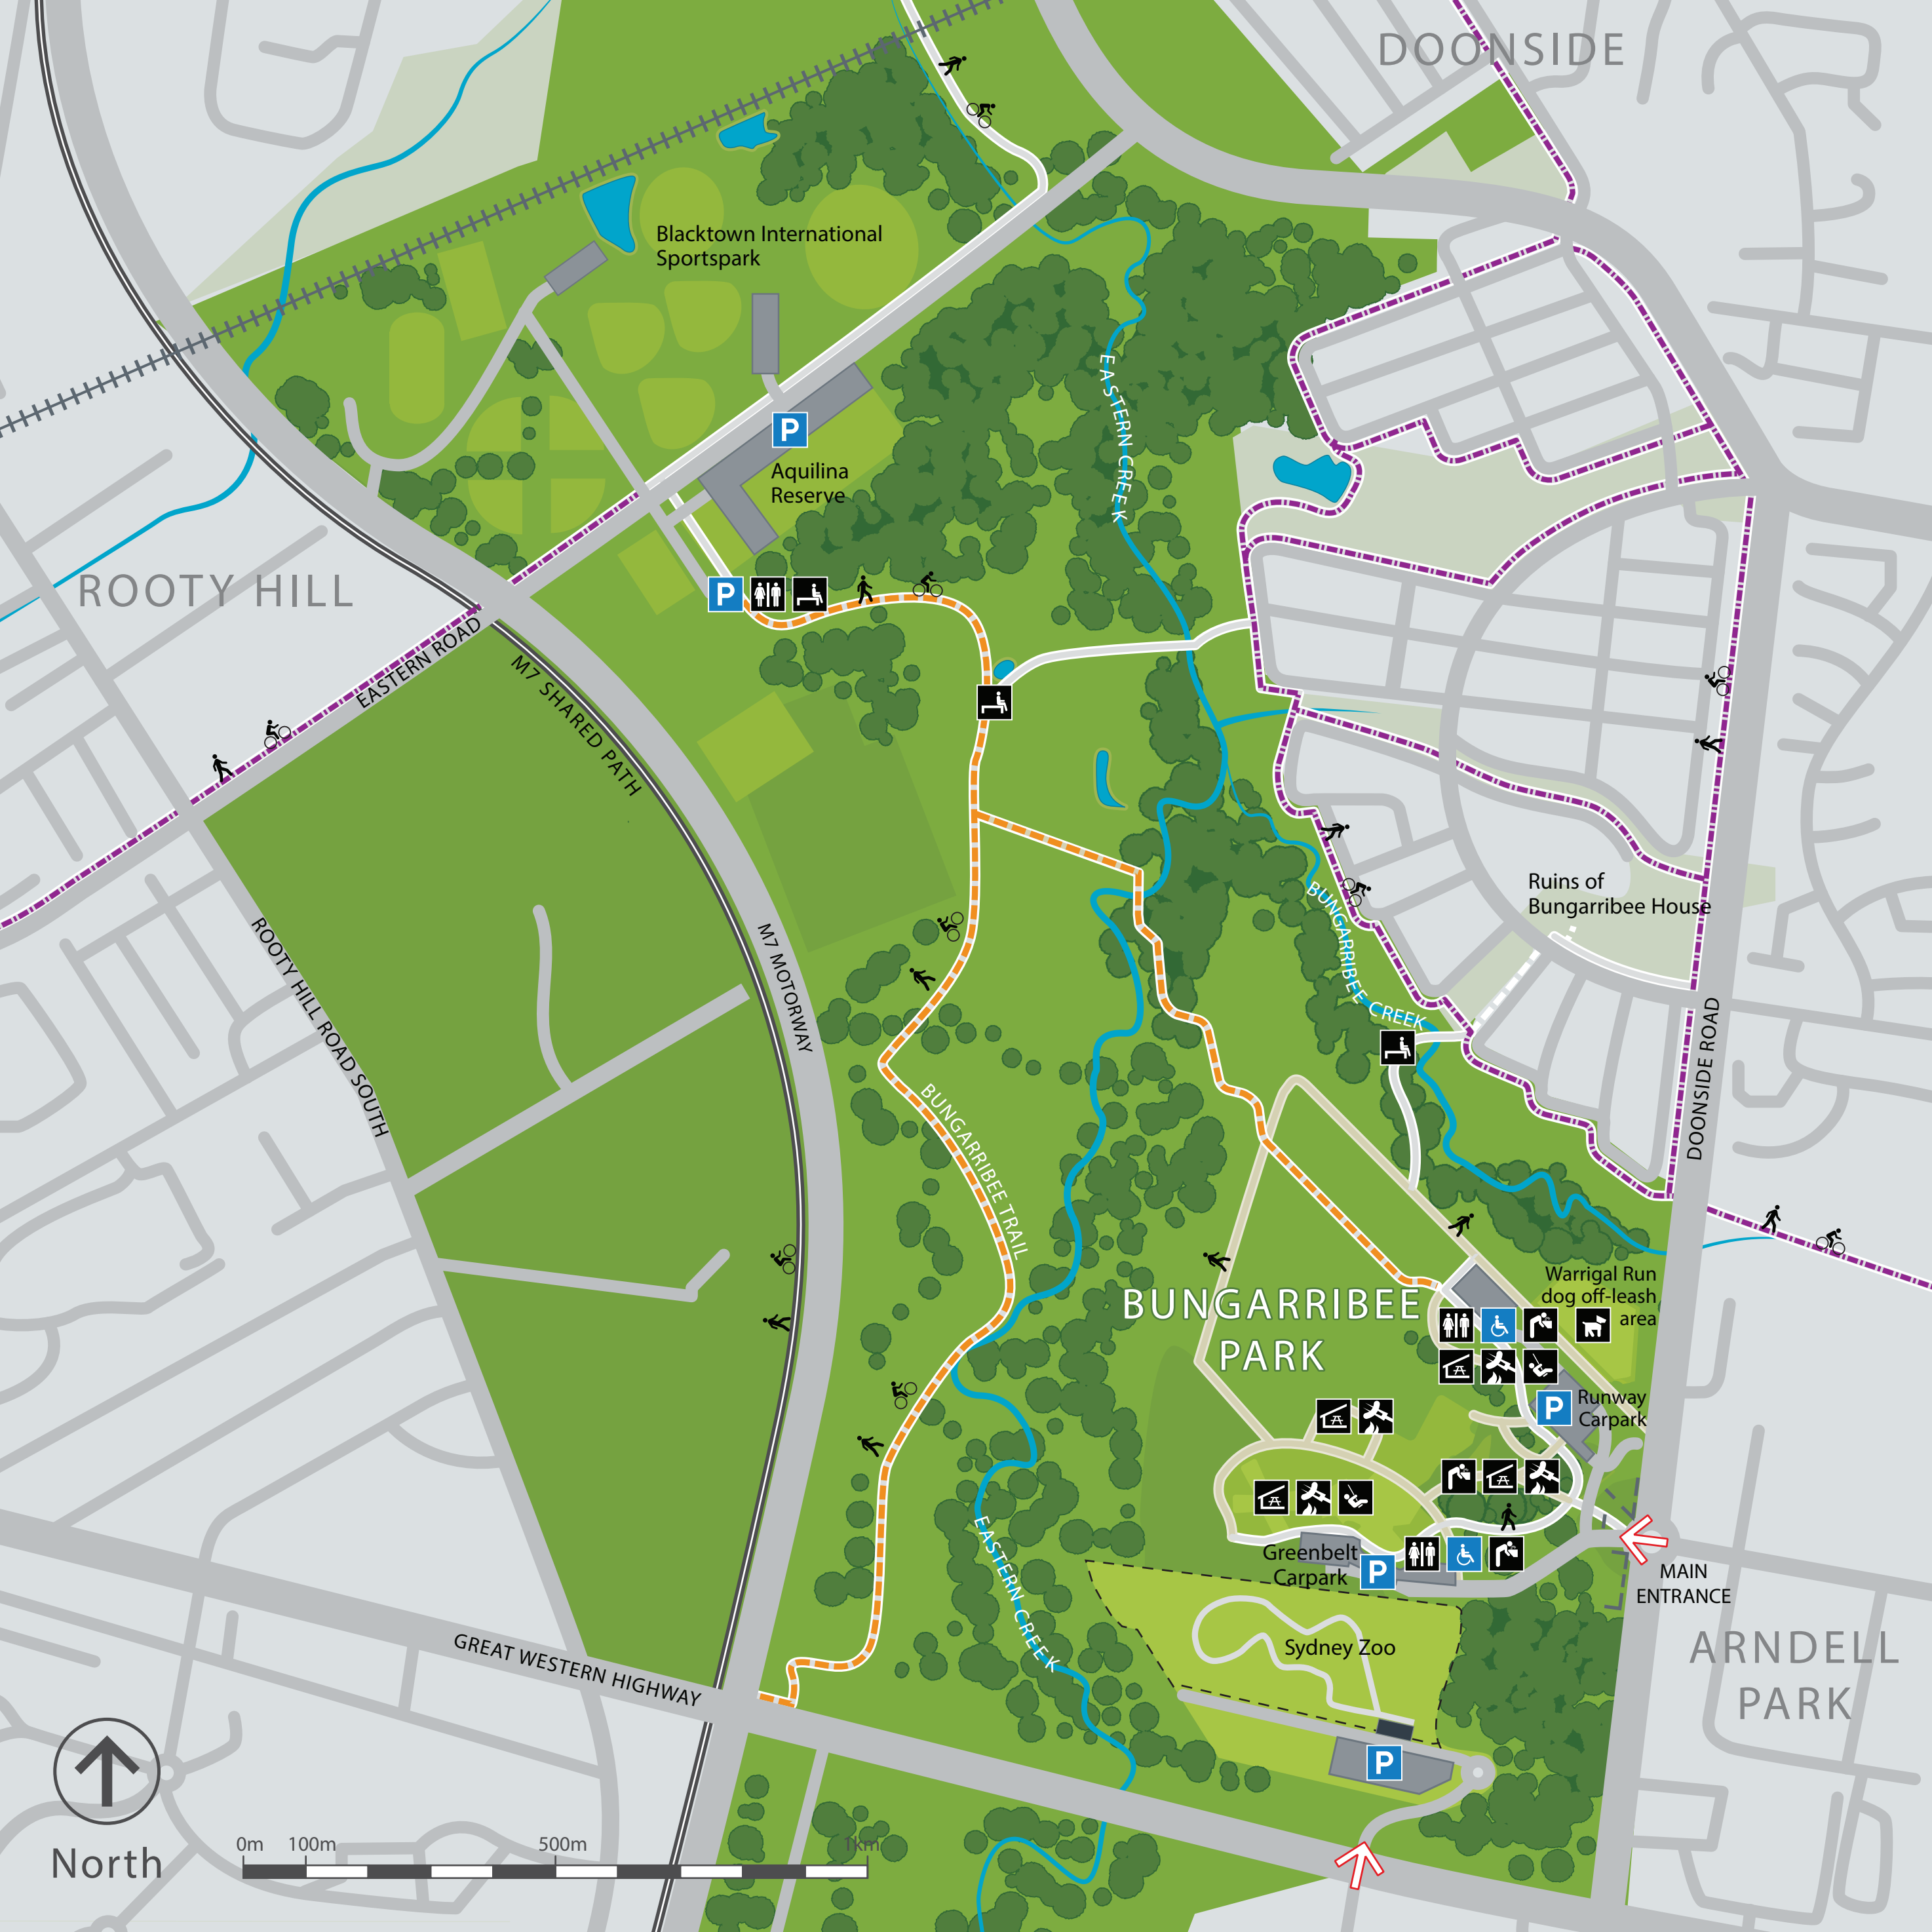 DOONSIDE
Blacktown International
Sportspark
P
Aquilina
Reserve
EASTERN CREEK
ROOTY HILL
P
EASTERN ROAD
M7 SHARED PATH
Ruins of
Bungarribee House
BUNGARRIBEE CREEK
M7 MOTORWAY
ROOTY HILL ROAD SOUTH
DOONSIDE ROAD
BUNGARRIBEE TRAIL
BUNGARRIBEE
PARK
Warrigal Run
dog off-leash
area
P
Runway
Carpark
EASTERN CREEK
Greenbelt
Carpark
P
MAIN
ENTRANCE
Sydney Zoo
ARNDELL
PARK
GREAT WESTERN HIGHWAY
P
North
0m
100m
500m
1km